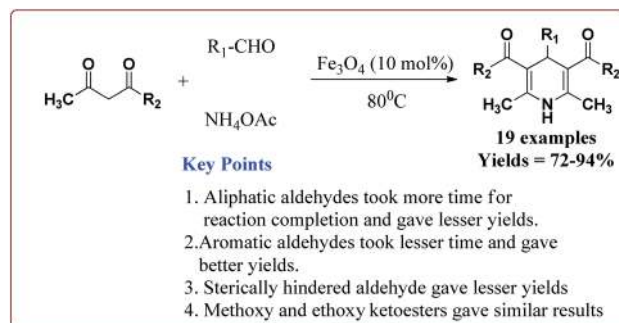 R₁-CHO
O
O
H₃C
R₂
+
NH₄OAc
Fe₃O₄ (10 mol%)
80⁰C
O
R₁
O
R₂
R₂
H₃C
N
H
CH₃
19 examples
Yields = 72-94%
Key Points
1. Aliphatic aldehydes took more time for
reaction completion and gave lesser yields.
2.Aromatic aldehydes took lesser time and gave
better yields.
3. Sterically hindered aldehyde gave lesser yields
4. Methoxy and ethoxy ketoesters gave similar results